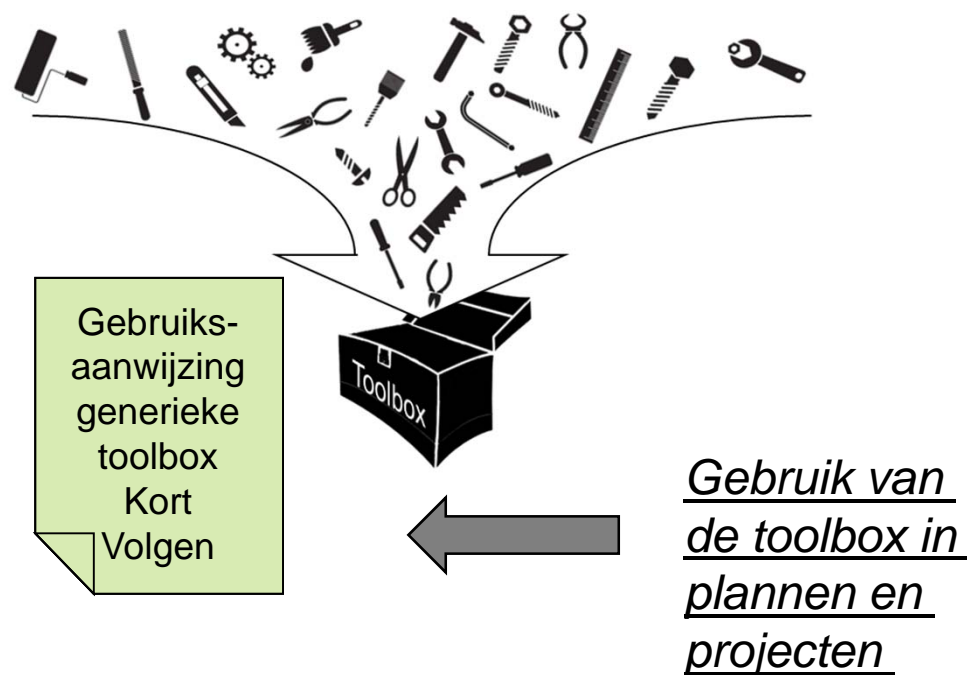 Toolbox
Gebruiks-
aanwijzing
generieke
toolbox
Kort
Volgen
Gebruik van
de toolbox in
plannen en
projecten